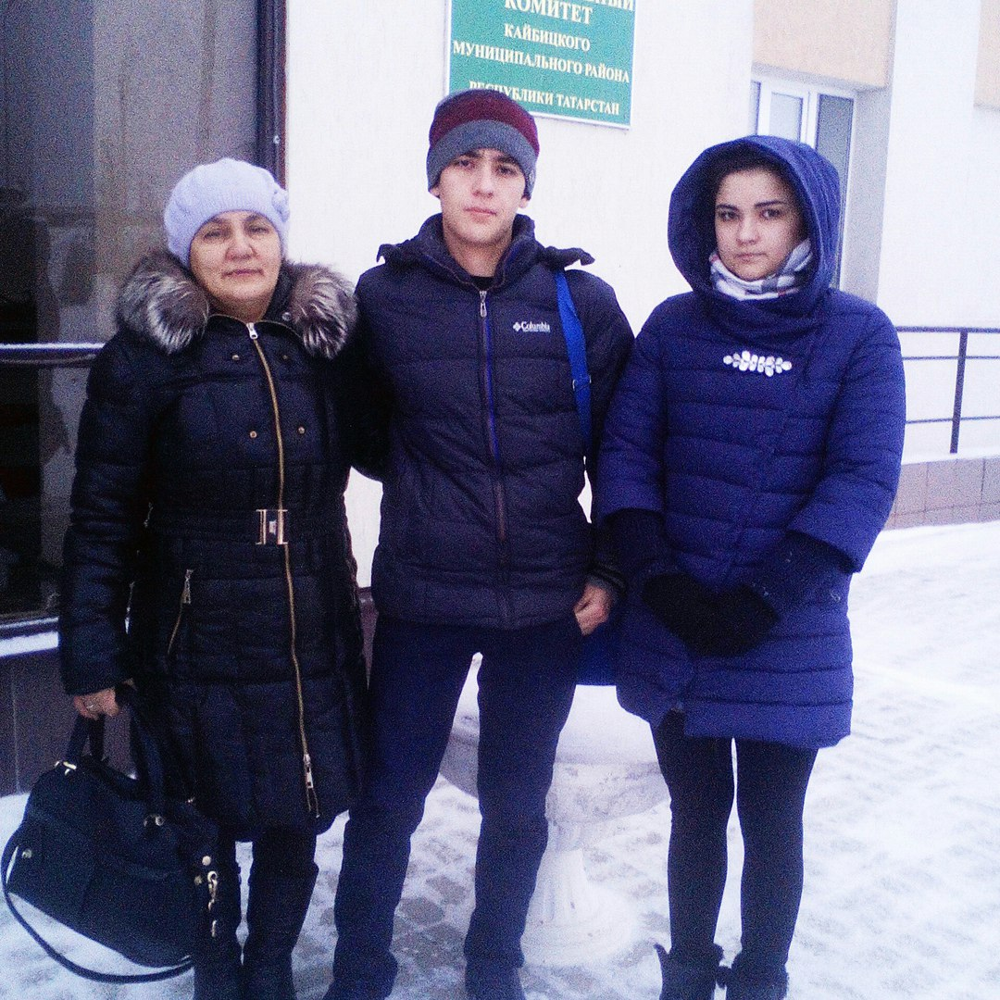 КОМИТЕТ
КАЙБИЦКОГО
МУНИЦИПАЛЬНОГО РАЙОНА
РЕСПУБЛИКИ ТАТАРСТАН
Columbia